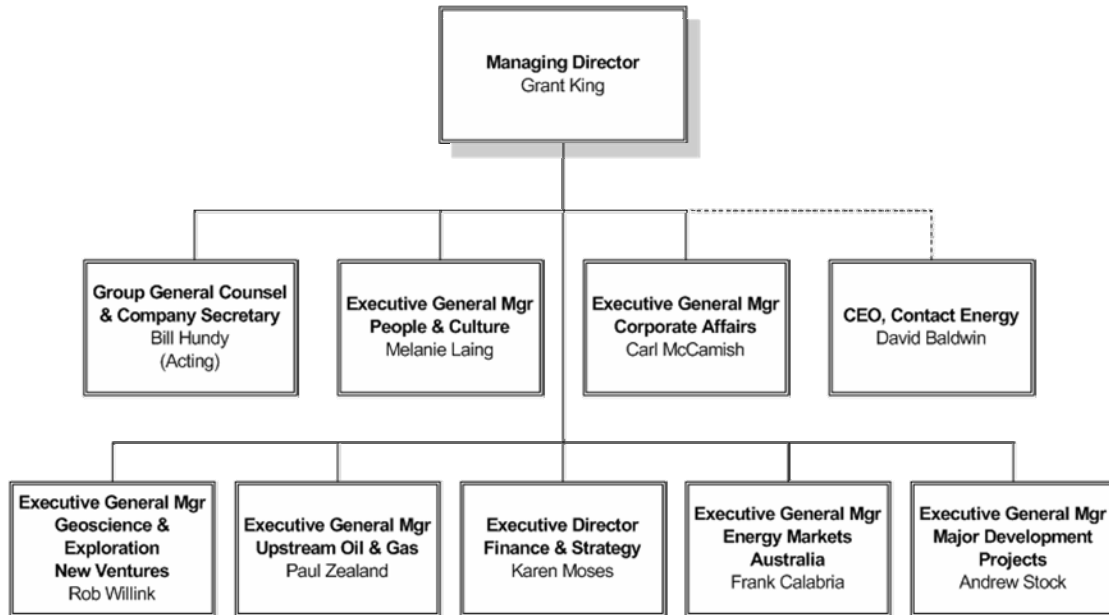 Managing Director
Grant King
Group General Counsel
& Company Secretary
Bill Hundy
(Acting)
Executive General Mgr
People & Culture
Melanie Laing
Executive General Mgr
Corporate Affairs
Carl McCamish
CEO, Contact Energy
David Baldwin
Executive General Mgr
Geoscience &
Exploration
New Ventures
Rob Willink
Executive General Mgr
Upstream Oil & Gas
Paul Zealand
Executive Director
Finance & Strategy
Karen Moses
Executive General Mgr
Energy Markets
Australia
Frank Calabria
Executive General Mgr
Major Development
Projects
Andrew Stock